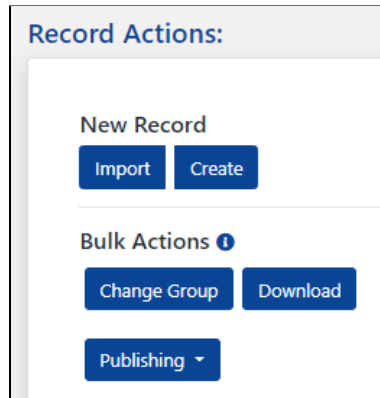 Record Actions:
New Record
Import Create
Bulk Actions
Change Group Download
Publishing